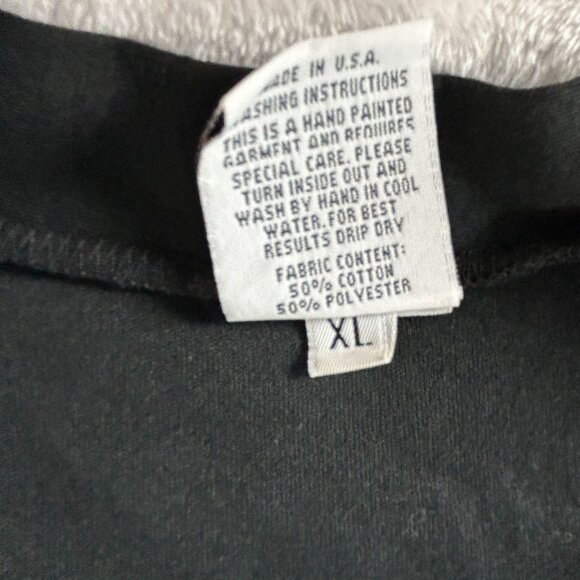 MADE IN U.S.A.
WASHING INSTRUCTIONS
THIS IS A HAND PAINTED
GARMENT AND REQUIRES
SPECIAL CARE. PLEASE
TURN INSIDE OUT AND
WASH BY HAND IN COOL
WATER. FOR BEST
RESULTS DRIP DRY
FABRIC CONTENT:
50% COTTON
50% POLYESTER
XL